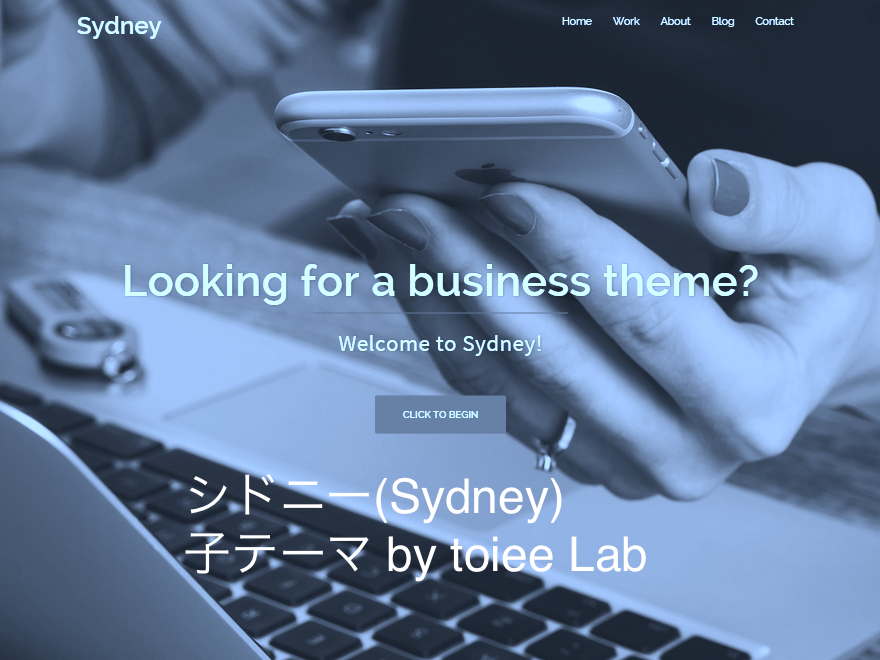 Sydney
Home Work About Blog Contact
Looking for a business theme?
Welcome to Sydney!
CLICK TO BEGIN
シドニー(Sydney)
子テーマ by toiee Lab